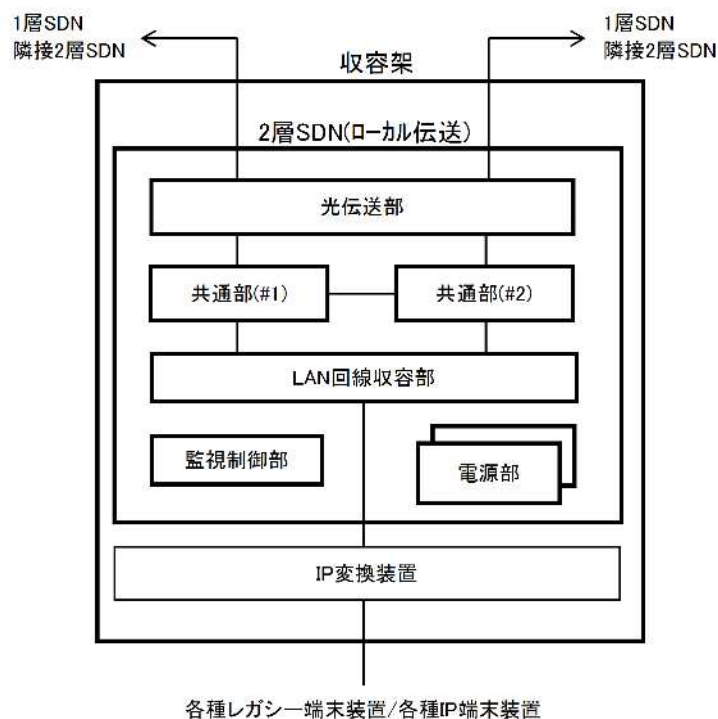 1層SDN
隣接2層SDN
1層SDN
隣接2層SDN
収容架
2層SDN(ローカル伝送)
光伝送部
共通部(#1)
共通部(#2)
LAN回線収容部
監視制御部
電源部
IP変換装置
各種レガシー端末装置/各種IP端末装置